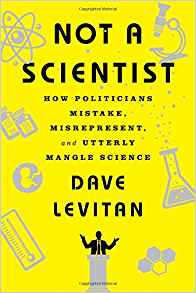 NOT A
SCIENTIST
HOW POLITICIANS
MISTAKE,
MISREPRESENT,
and UTTERLY
MANGLE SCIENCE
DAVE
LEVITAN